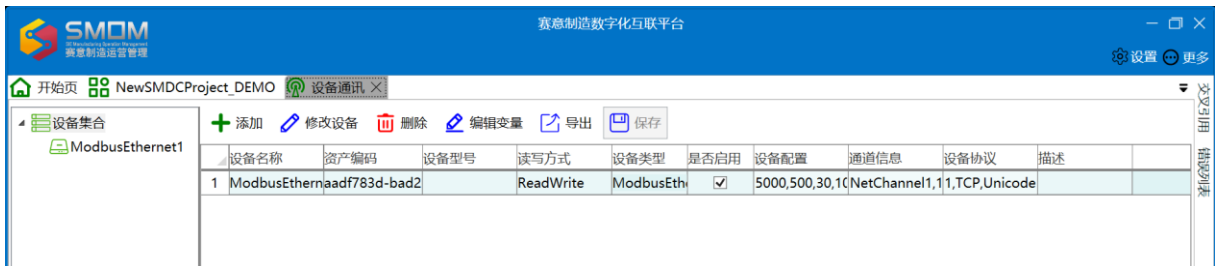 SMOM
赛意制造数字化互联平台
赛意制造运营管理
设置 更多
开始页 NewSMDCProject_DEMO 设备通讯
交叉引用 错误列表
设备集合
ModbusEthernet1
添加 修改设备 删除 编辑变量 导出 保存
设备名称 资产编码 设备型号 读写方式 设备类型 是否启用 设备配置 通道信息 设备协议 描述
1 ModbusEthern aadf783d-bad2 ReadWrite ModbusEth 5000,500,30,10 NetChannel1,1 1,TCP,Unicode